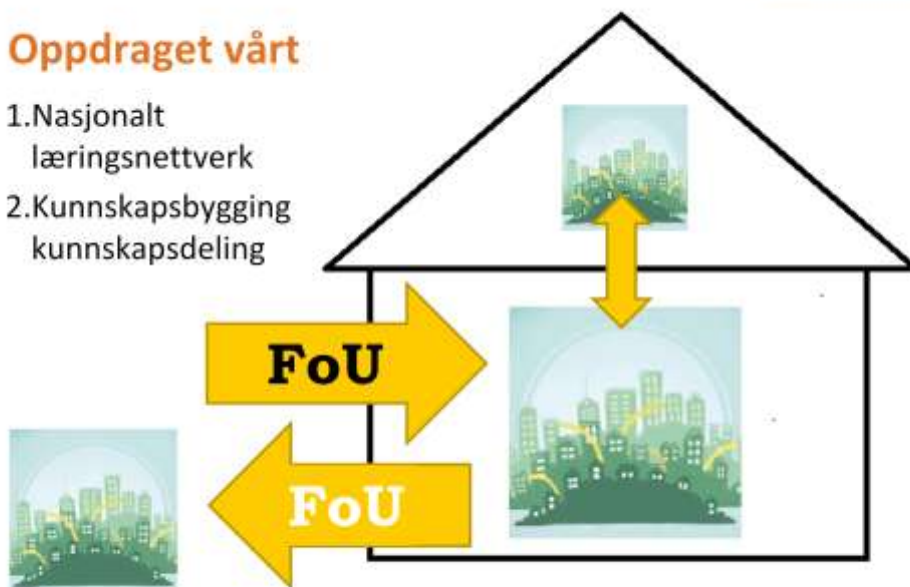 Oppdraget vårt
1.Nasjonalt
læringsnettverk
2.Kunnskapsbygging
kunnskapsdeling
FoU
FoU